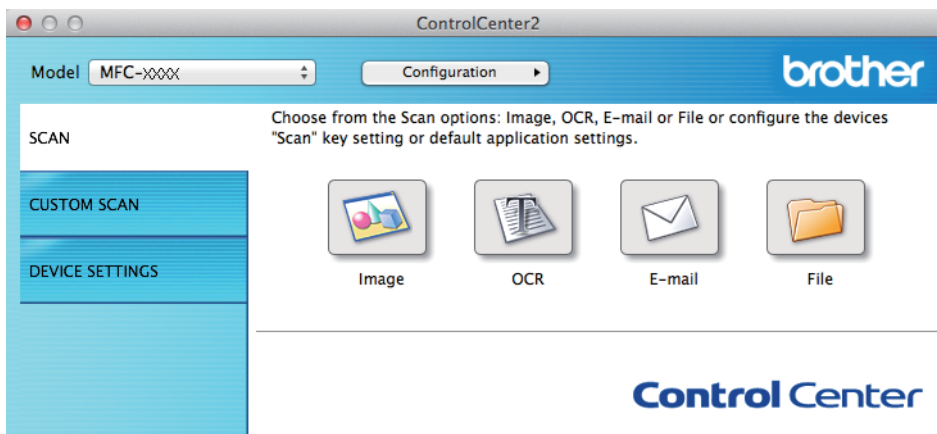 ControlCenter2
Model MFC-XXXX Configuration
brother
SCAN
Choose from the Scan options: Image, OCR, E-mail or File or configure the devices
"Scan" key setting or default application settings.
CUSTOM SCAN
DEVICE SETTINGS
Image OCR E-mail File
Control Center